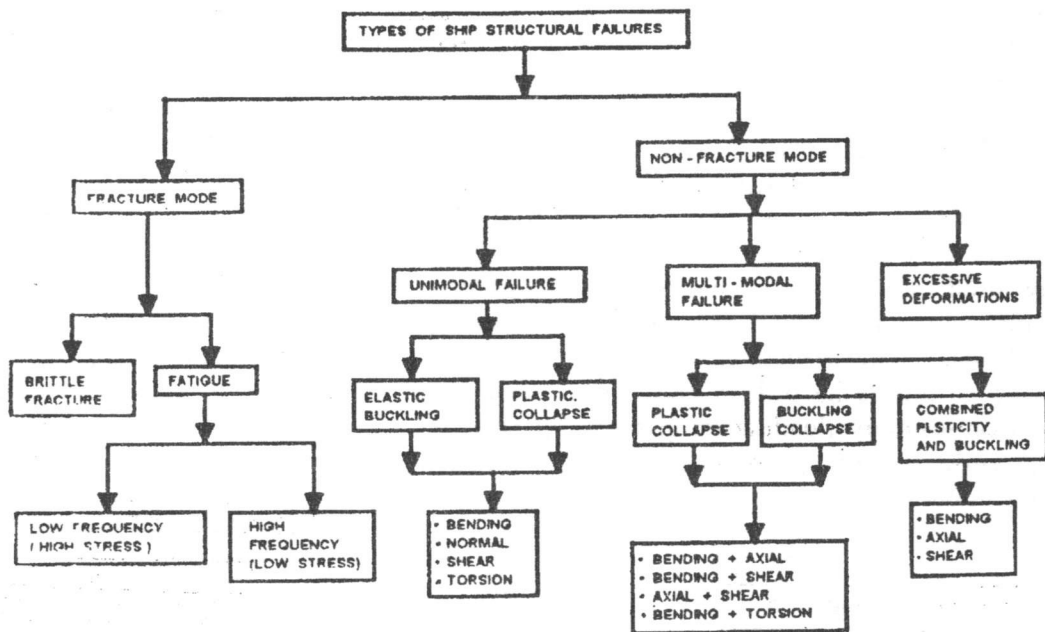 TYPES OF SHIP STRUCTURAL FAILURES
NON - FRACTURE MODE
FRACTURE MODE
UNIMODAL FAILURE
MULTI - MODAL
FAILURE
EXCESSIVE
DEFORMATIONS
BRITTLE
FRACTURE
FATIGUE
ELASTIC
BUCKLING
PLASTIC.
COLLAPSE
PLASTIC
COLLAPSE
BUCKLING
COLLAPSE
COMBINED
PLSTICITY
AND BUCKLING
LOW FREQUENCY
(HIGH STRESS)
HIGH
FREQUENCY
(LOW STRESS)
• BENDING
• NORMAL
• SHEAR
• TORSION
• BENDING + AXIAL
• BENDING + SHEAR
• AXIAL + SHEAR
• BENDING + TORSION
• BENDING
• AXIAL
• SHEAR